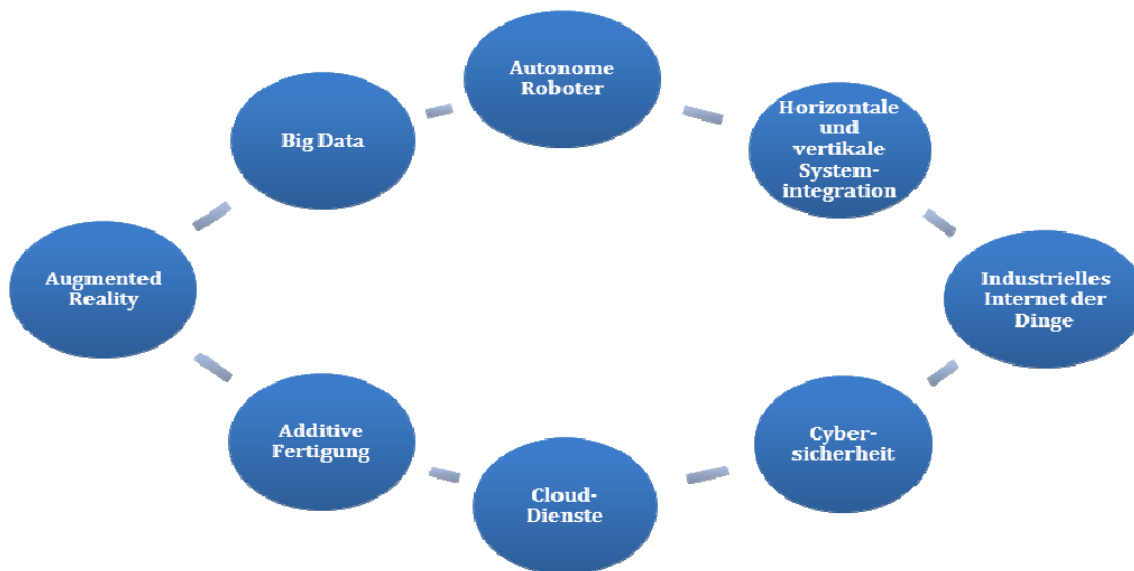 Autonome
Roboter
Big Data
Horizontale
und
vertikale
System-
integration
Augmented
Reality
Industrielles
Internet der
Dinge
Additive
Fertigung
Cyber-
sicherheit
Cloud-
Dienste